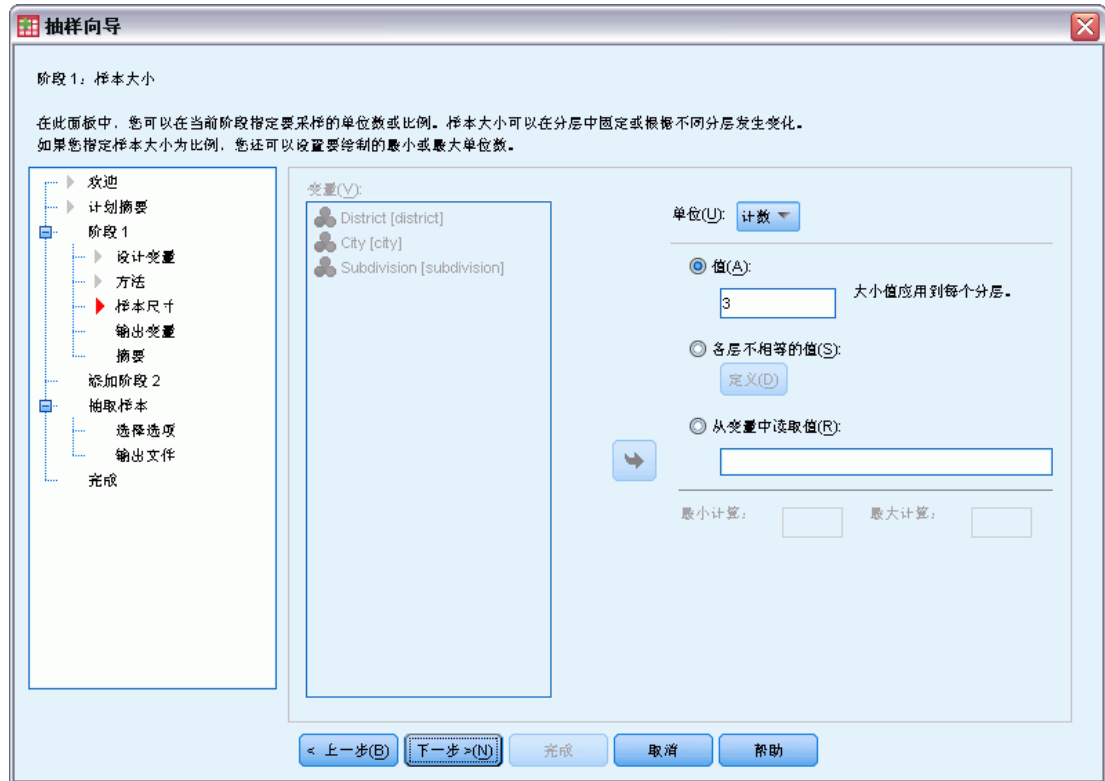 抽样向导
阶段 1：样本大小
在此面板中，您可以在当前阶段指定要采样的单位数或比例。样本大小可以在分层中固定或根据不同分层发生变化。
如果您指定样本大小为比例，您还可以设置要绘制的最小或最大单位数。
欢迎
计划摘要
阶段 1
设计变量
方法
样本尺寸
输出变量
摘要
添加阶段 2
抽取样本
选择选项
输出文件
完成
变量(V):
District [district]
City [city]
Subdivision [subdivision]
单位(U): 计数
值(A):
3
大小值应用到每个分层。
各层不相等的值(S):
定义(D)
从变量中读取值(R):
最小计算： 最大计算：
< 上一步(B) 下一步 >(N) 完成 取消 帮助